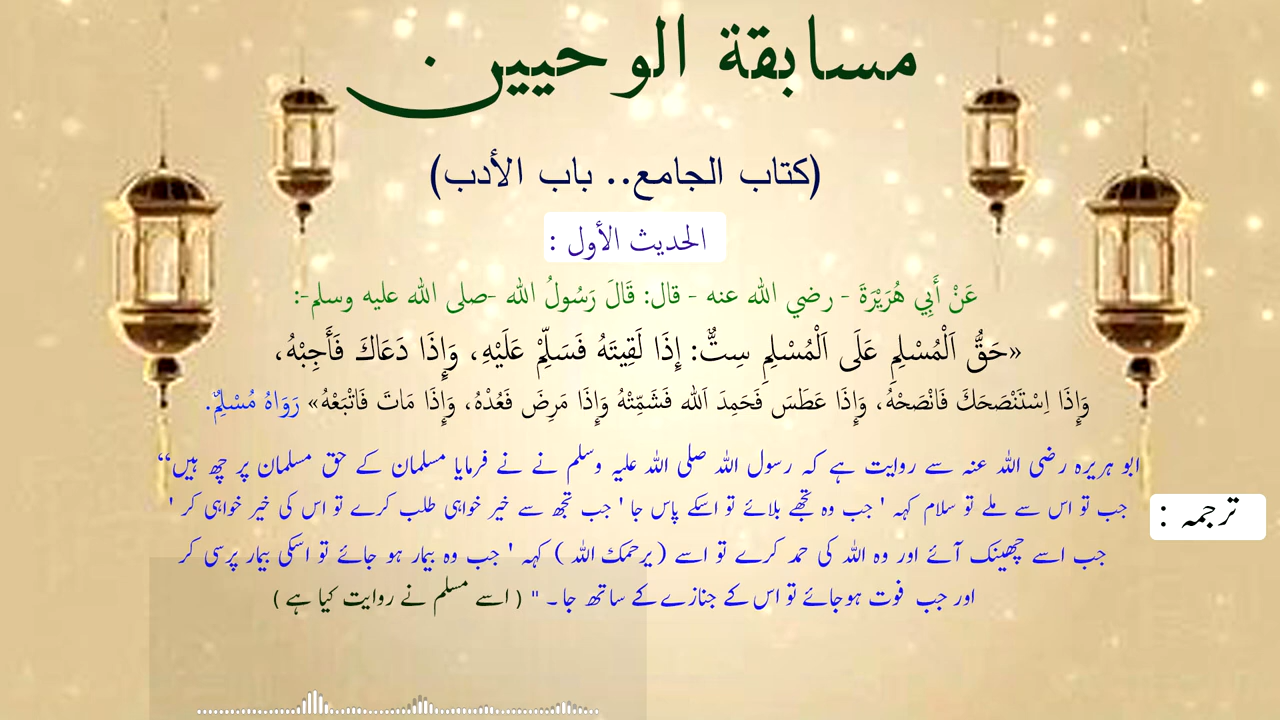 مسابقة الوحيين .
(كتاب الجامع.. باب الأدب)
الحديث الأول :
عَنْ أَبِي هُرَيْرَةَ - رضي الله عنه - قال: قَالَ رَسُولُ الله -صلى الله عليه وسلم-:
«حَقُّ اَلْمُسْلِمِ عَلَى اَلْمُسْلِمِ سِتٌّ: إِذَا لَقِيتَهُ فَسَلِّمْ عَلَيْهِ، وَإِذَا دَعَاكَ فَأَجِبْهُ،
وَإِذَا اِسْتَنْصَحَكَ فَانْصَحْهُ، وَإِذَا عَطَسَ فَحَمِدَ اَلله فَشَمِّتْهُ وَإِذَا مَرِضَ فَعُدْهُ، وَإِذَا مَاتَ فَاتْبَعْهُ» رَوَاهُ مُسْلِمٌ.
ابو ہریرہ رضی اللہ عنہ سے روایت ہے کہ رسول اللہ صلی اللہ علیہ وسلم نے نے فرمایا مسلمان کے حق مسلمان پر چھ ہیں“
ترجمہ :
جب تو اس سے ملے تو سلام کہہ ' جب وہ تجھے بلائے تو اسکے پاس جا ' جب تجھ سے خیر خواہی طلب کرے تو اس کی خیر خواہی کر '
جب اسے چھینک آئے اور وہ اللہ کی حمد کرے تو اسے ( یرحمک اللہ ) کہہ ' جب وہ بیمار ہو جائے تو اسکی بیمار پرسی کر
اور جب فوت ہوجائے تو اس کے جنازے کے ساتھ جا ۔ " ( اسے مسلم نے روایت کیا ہے )